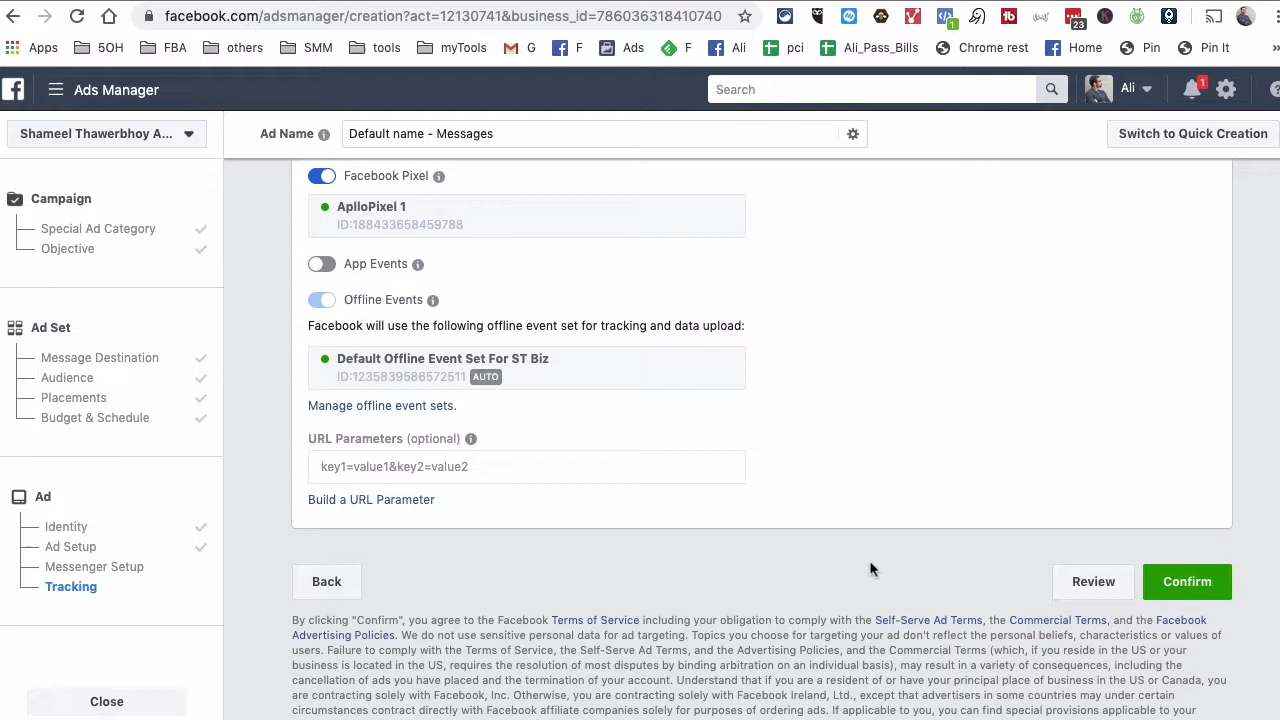 facebook.com/adsmanager/creation?act=12130741&business_id=786036318410740
1
23
Apps 5OH FBA others SMM tools myTools G F Ads F Ali pci Ali_Pass_Bills Chrome rest Home Pin Pin It »
Ads Manager
Search
Ali
1
Shameel Thawerbhoy A...
Ad Name
Default name - Messages
Switch to Quick Creation
Campaign
Special Ad Category
Objective
Ad Set
Message Destination
Audience
Placements
Budget & Schedule
Ad
Identity
Ad Setup
Messenger Setup
Tracking
Close
Facebook Pixel
AplloPixel 1
ID:188433658459788
App Events
Offline Events
Facebook will use the following offline event set for tracking and data upload:
Default Offline Event Set For ST Biz
ID:1235839586572511 AUTO
Manage offline event sets.
URL Parameters (optional)
key1=value1&key2=value2
Build a URL Parameter
Back
Review
Confirm
By clicking "Confirm", you agree to the Facebook Terms of Service including your obligation to comply with the Self-Serve Ad Terms, the Commercial Terms, and the Facebook
Advertising Policies. We do not use sensitive personal data for ad targeting. Topics you choose for targeting your ad don't reflect the personal beliefs, characteristics or values of
users. Failure to comply with the Terms of Service, the Self-Serve Ad Terms, and the Advertising Policies, and the Commercial Terms (which, if you reside in the US or your
business is located in the US, requires the resolution of most disputes by binding arbitration on an individual basis), may result in a variety of consequences, including the
cancellation of ads you have placed and the termination of your account. Understand that if you are a resident of or have your principal place of business in the US or Canada, you
are contracting solely with Facebook, Inc. Otherwise, you are contracting solely with Facebook Ireland, Ltd., except that advertisers in some countries may under certain
circumstances contract directly with Facebook affiliate companies solely for purposes of ordering ads. If applicable to you, you can find special provisions applicable to your